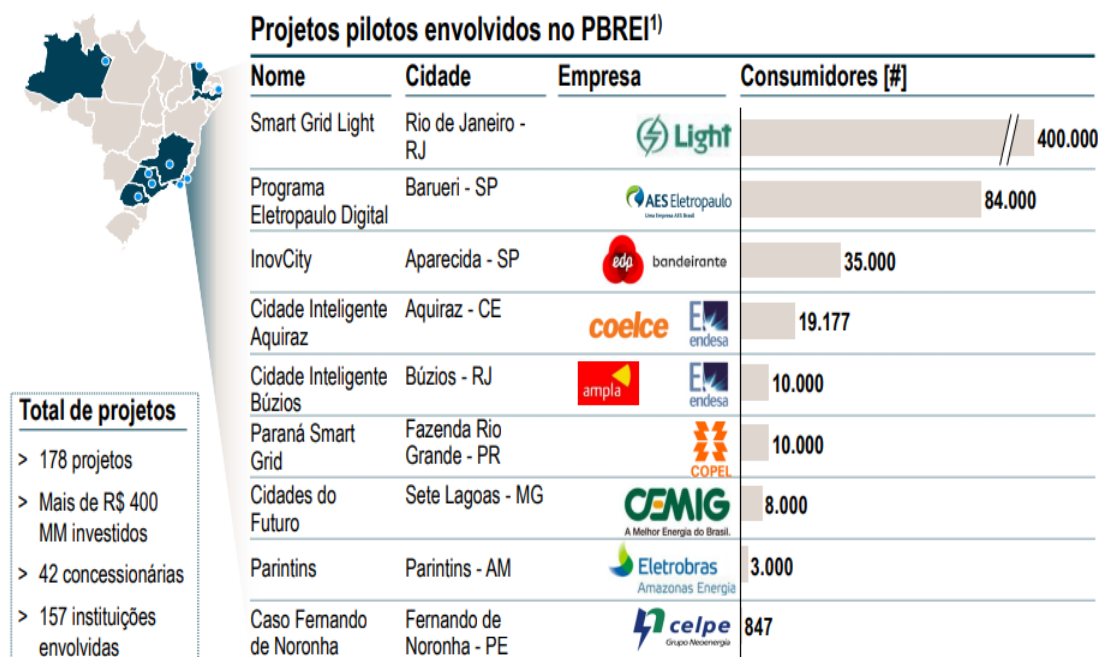 Projetos pilotos envolvidos no PBREI1)
Nome Cidade Empresa Consumidores [#]
Smart Grid Light
Rio de Janeiro -
RJ
Light
400.000
Programa
Eletropaulo Digital
Barueri - SP
AES Eletropaulo
Uma Empresa AES Brasil
84.000
InovCity
Aparecida - SP
edp bandeirante
35.000
Cidade Inteligente
Aquiraz
Aquiraz - CE
coelce
endesa
19.177
Cidade Inteligente
Búzios
Búzios - RJ
ampla
endesa
10.000
Paraná Smart
Grid
Fazenda Rio
Grande - PR
COPEL
10.000
Cidades do
Futuro
Sete Lagoas - MG
CEMIG
A Melhor Energia do Brasil.
8.000
Parintins
Parintins - AM
Eletrobras
Amazonas Energia
3.000
Caso Fernando
de Noronha
Fernando de
Noronha - PE
celpe
Grupo Neoenergia
847
Total de projetos
> 178 projetos
> Mais de R$ 400
MM investidos
> 42 concessionárias
> 157 instituições
envolvidas